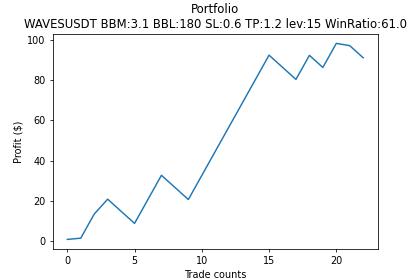 Portfolio
WAVESUSDT BBM:3.1 BBL:180 SL:0.6 TP:1.2 lev:15 WinRatio:61.0
100
80
60
40
20
0
Profit ($)
0 5 10 15 20
Trade counts